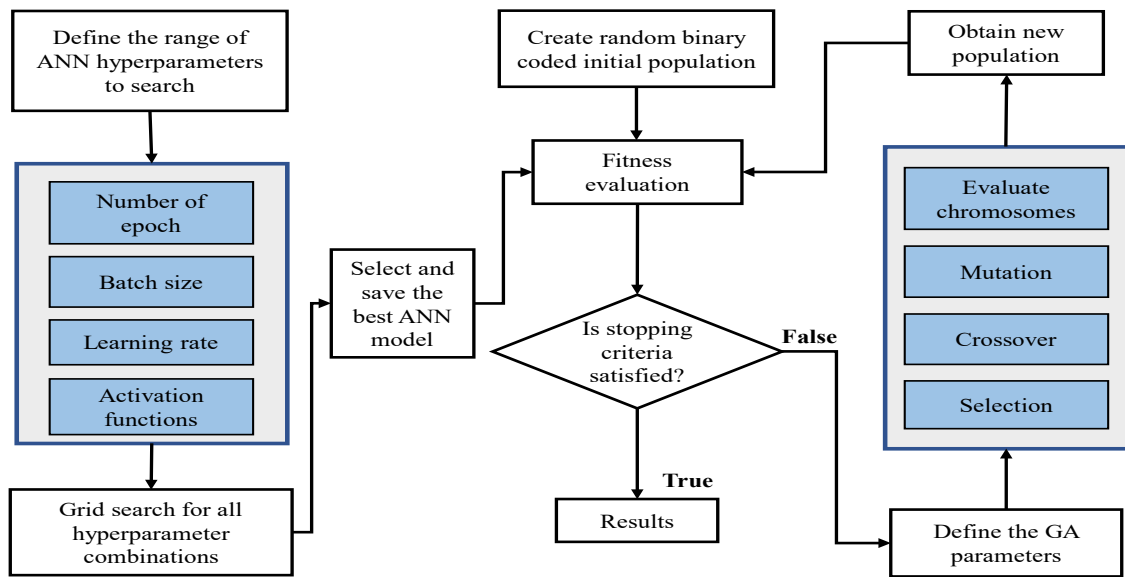 Define the range of
ANN hyperparameters
to search
Number of
epoch
Batch size
Learning rate
Activation
functions
Grid search for all
hyperparameter
combinations
Select and
save the
best ANN
model
Create random binary
coded initial population
Fitness
evaluation
Is stopping
criteria
satisfied?
False
True
Results
Obtain new
population
Evaluate
chromosomes
Mutation
Crossover
Selection
Define the GA
parameters